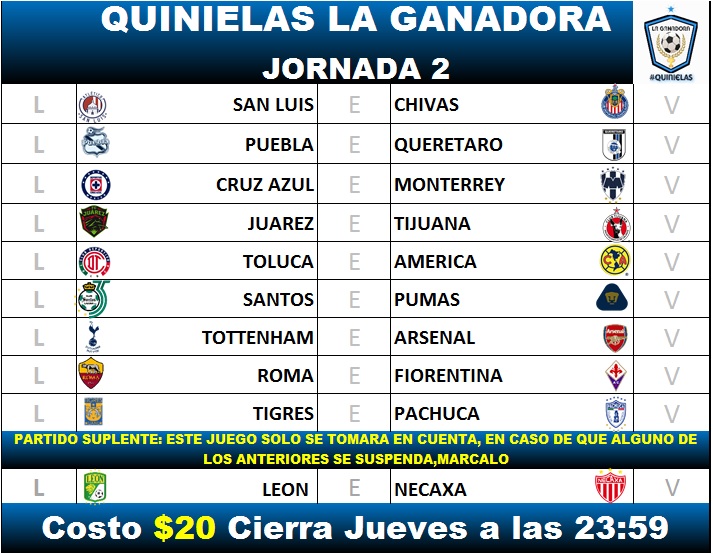 QUINIELAS LA GANADORA
JORNADA 2
LA GANADORA
#QUINIELAS
L SAN LUIS E CHIVAS V
L PUEBLA E QUERETARO V
L CRUZ AZUL E MONTERREY V
L JUAREZ E TIJUANA V
L TOLUCA E AMERICA V
L SANTOS E PUMAS V
L TOTTENHAM E ARSENAL V
L ROMA E FIORENTINA V
L TIGRES E PACHUCA V
PARTIDO SUPLENTE: ESTE JUEGO SOLO SE TOMARA EN CUENTA, EN CASO DE QUE ALGUNO DE
LOS ANTERIORES SE SUSPENDA,MARCALO
L LEON E NECAXA V
Costo $20 Cierra Jueves a las 23:59